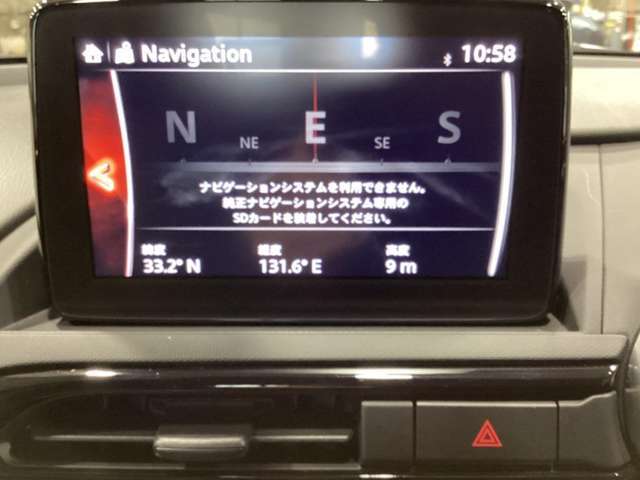 Navigation 10:58
N NE E SE S
ナビゲーションシステムを利用できません。
純正ナビゲーションシステム専用の
SDカードを装着してください。
緯度 経度 高度
33.2° N 131.6° E 9 m